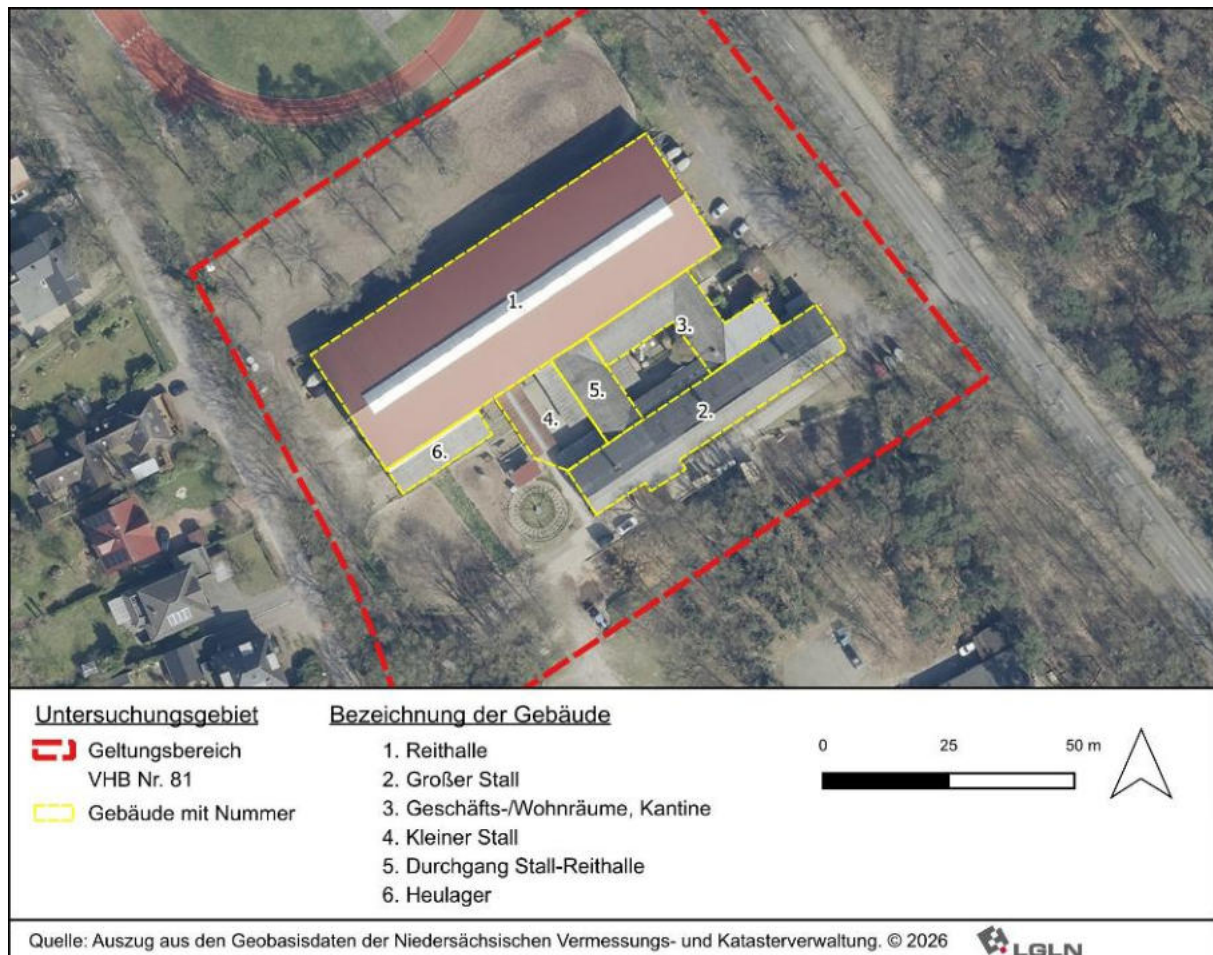 1.
3.
5.
2.
4.
6.
Untersuchungsgebiet
Geltungsbereich
VHB Nr. 81
Gebäude mit Nummer
Bezeichnung der Gebäude
1. Reithalle
2. Großer Stall
3. Geschäfts-/Wohnräume, Kantine
4. Kleiner Stall
5. Durchgang Stall-Reithalle
6. Heulager
0 25 50 m
Quelle: Auszug aus den Geobasisdaten der Niedersächsischen Vermessungs- und Katasterverwaltung. © 2026 LGLN